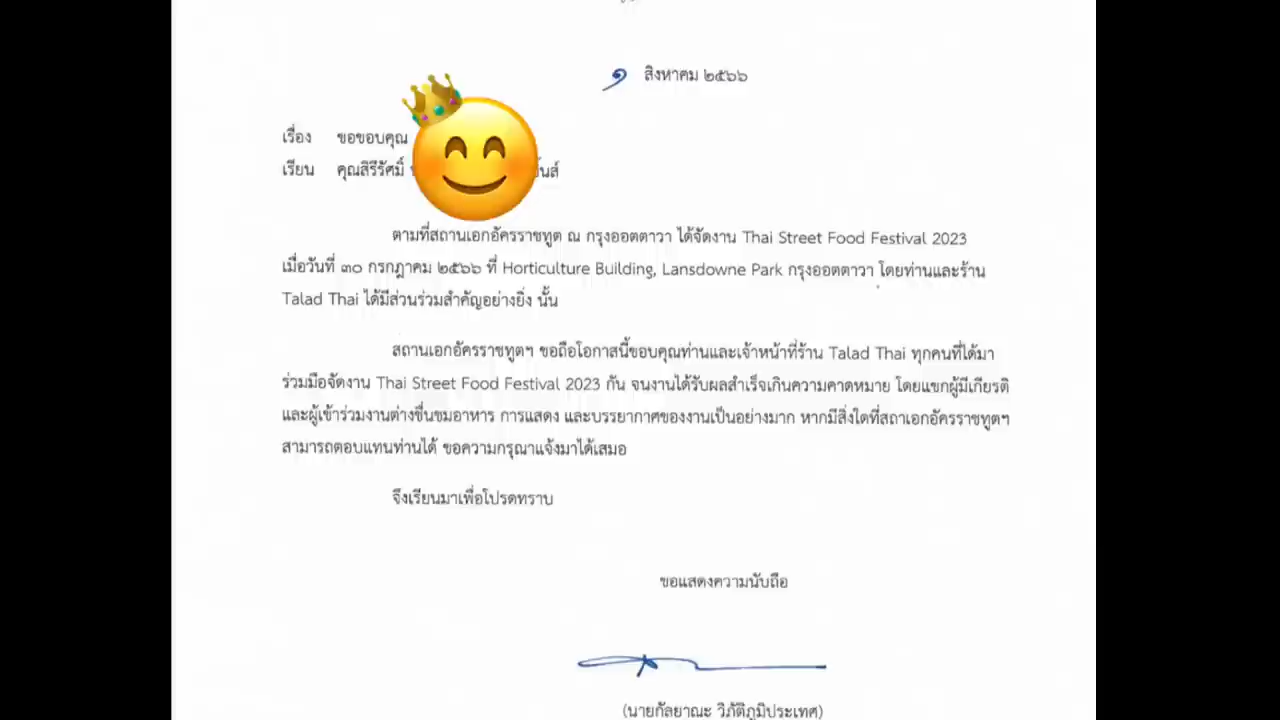 ๑ สิงหาคม ๒๕๖๖
เรื่อง ขอขอบคุณ
เรียน คุณสิรีรัศมิ์
ตามที่สถานเอกอัครราชทูต ณ กรุงออตตาวา ได้จัดงาน Thai Street Food Festival 2023
เมื่อวันที่ ๓๐ กรกฎาคม ๒๕๖๖ ที่ Horticulture Building, Lansdowne Park กรุงออตตาวา โดยท่านและร้าน
Talad Thai ได้มีส่วนร่วมสำคัญอย่างยิ่ง นั้น
สถานเอกอัครราชทูตฯ ขอถือโอกาสนี้ขอบคุณท่านและเจ้าหน้าที่ร้าน Talad Thai ทุกคนที่ได้มา
ร่วมมือจัดงาน Thai Street Food Festival 2023 กัน จนงานได้รับผลสำเร็จเกินความคาดหมาย โดยแขกผู้มีเกียรติ
และผู้เข้าร่วมงานต่างชื่นชมอาหาร การแสดง และบรรยากาศของงานเป็นอย่างมาก หากมีสิ่งใดที่สถาเอกอัครราชทูตฯ
สามารถตอบแทนท่านได้ ขอความกรุณาแจ้งมาได้เสมอ
จึงเรียนมาเพื่อโปรดทราบ
ขอแสดงความนับถือ
(นายกัลยาณะ วิภัติภูมิประเทศ)